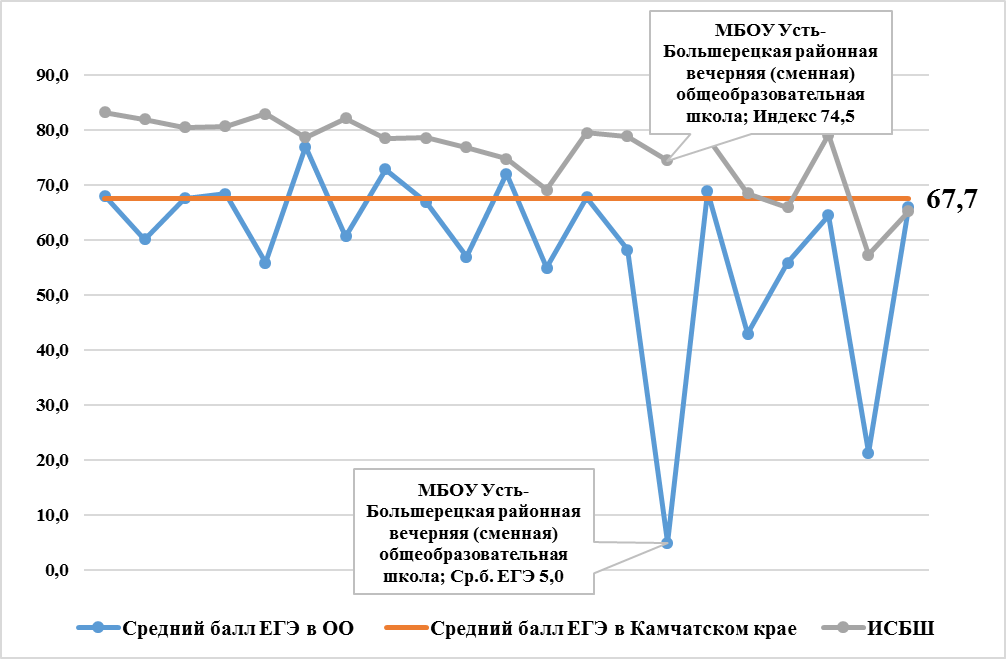 МБОУ Усть-
Большерецкая районная
вечерняя (сменная)
общеобразовательная
школа; Индекс 74,5
90,0
80,0
70,0
67,7
60,0
50,0
40,0
30,0
20,0
10,0
0,0
МБОУ Усть-
Большерецкая районная
вечерняя (сменная)
общеобразовательная
школа; Ср.б. ЕГЭ 5,0
Средний балл ЕГЭ в ОО
Средний балл ЕГЭ в Камчатском крае
ИСБШ